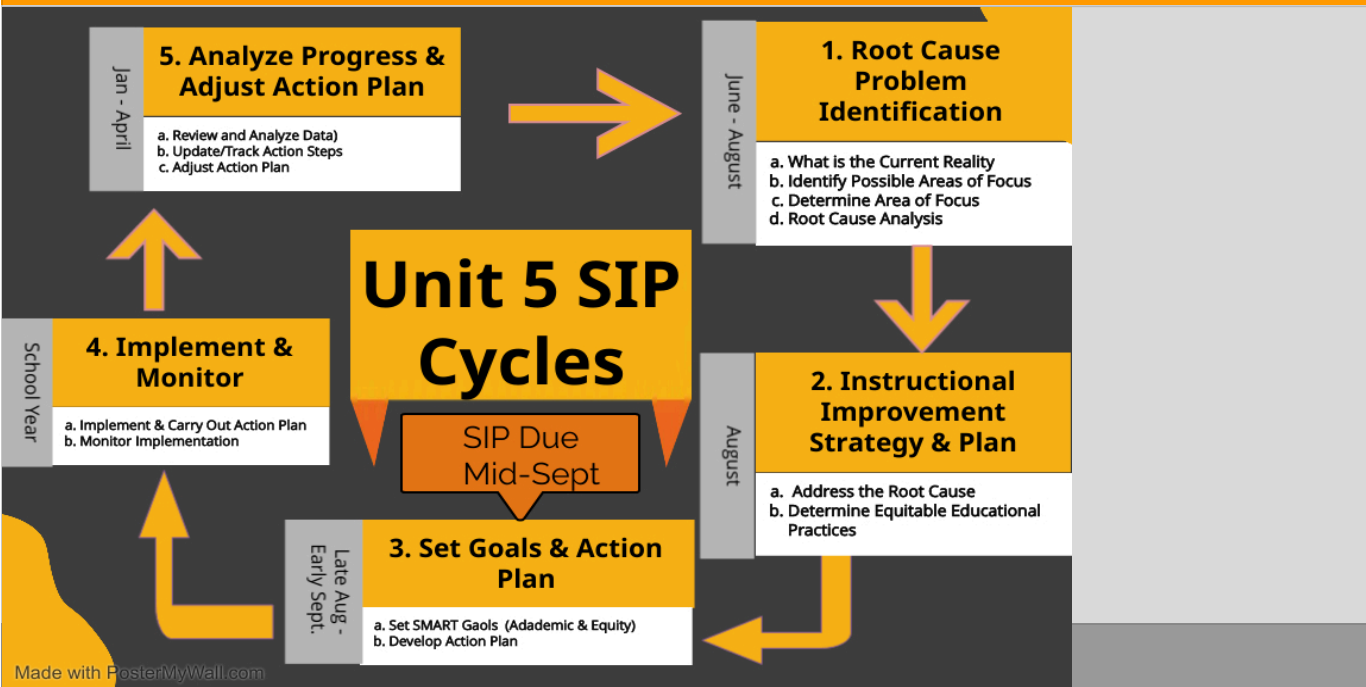 Unit 5 SIP
Cycles
June - August
1. Root Cause
Problem
Identification
a. What is the Current Reality
b. Identify Possible Areas of Focus
c. Determine Area of Focus
d. Root Cause Analysis
August
2. Instructional
Improvement
Strategy & Plan
a. Address the Root Cause
b. Determine Equitable Educational
Practices
SIP Due
Mid-Sept
Late Aug -
Early Sept.
3. Set Goals & Action
Plan
a. Set SMART Gaols (Adademic & Equity)
b. Develop Action Plan
School Year
4. Implement &
Monitor
a. Implement & Carry Out Action Plan
b. Monitor Implementation
Jan - April
5. Analyze Progress &
Adjust Action Plan
a. Review and Analyze Data)
b. Update/Track Action Steps
c. Adjust Action Plan
Made with PosterMyWall.com